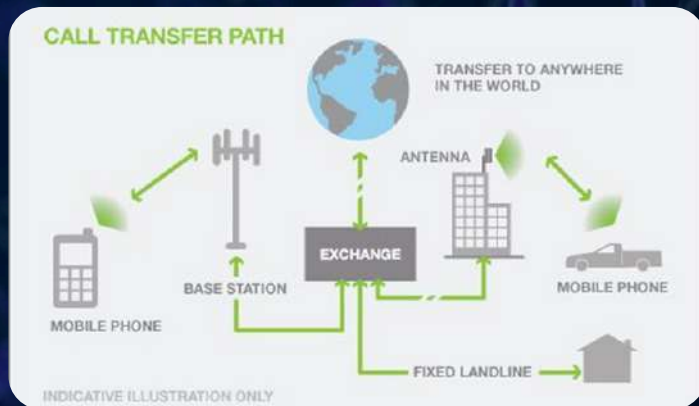 CALL TRANSFER PATH
TRANSFER TO ANYWHERE
IN THE WORLD
ANTENNA
EXCHANGE
BASE STATION
MOBILE PHONE
MOBILE PHONE
FIXED LANDLINE
INDICATIVE ILLUSTRATION ONLY